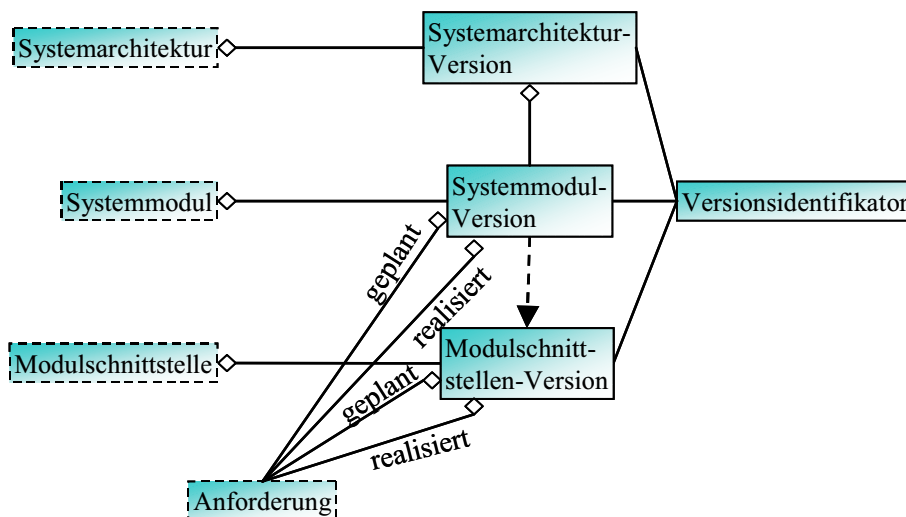 Systemarchitektur
Systemarchitektur-
Version
Systemmodul
Systemmodul-
Version
Versionsidentifikator
geplant
realisiert
Modulschnittstelle
Modulschnitt-
stellen-Version
geplant
realisiert
Anforderung